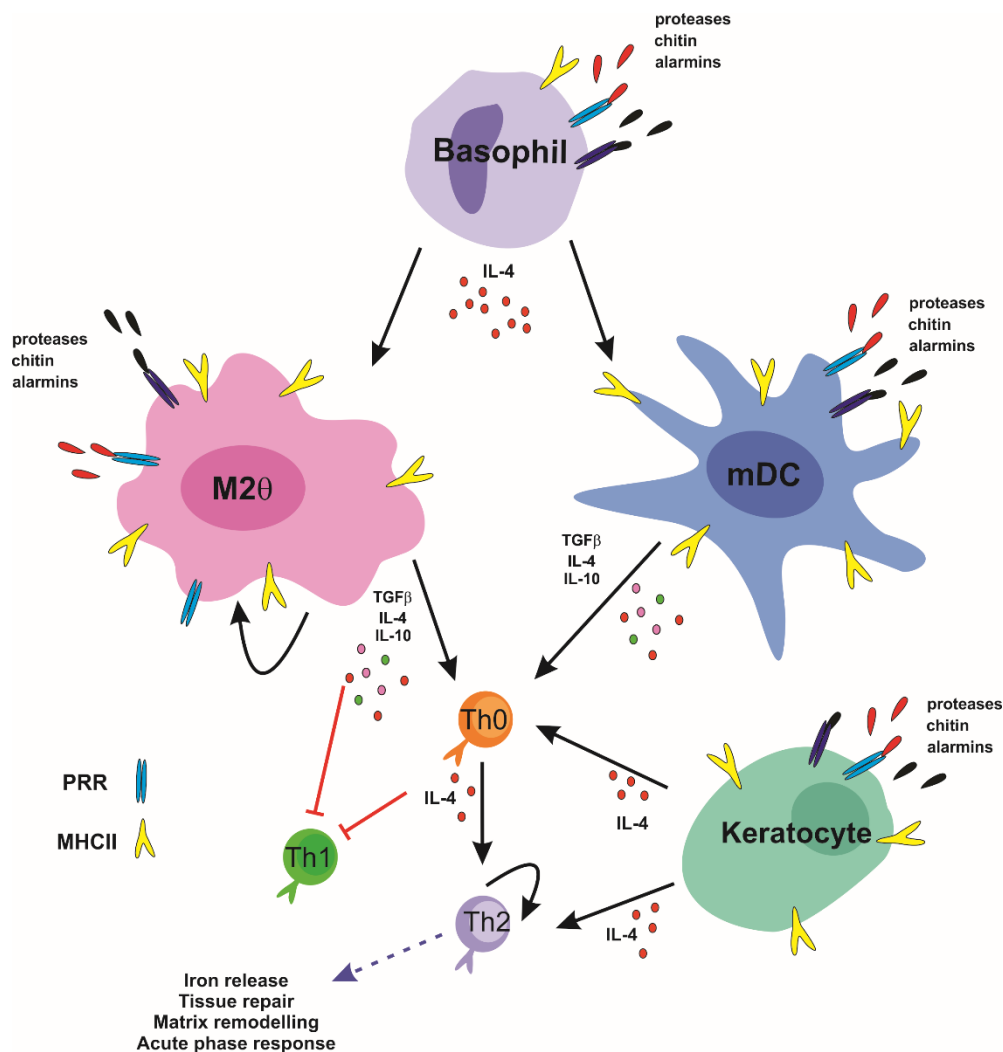 proteases
chitin
alarmins
Basophil
IL-4
proteases
chitin
alarmins
proteases
chitin
alarmins
M2θ
mDC
TGFβ
IL-4
IL-10
TGFβ
IL-4
IL-10
Th0
proteases
chitin
alarmins
PRR
MHCII
IL-4
IL-4
Keratocyte
Th1
Th2
IL-4
Iron release
Tissue repair
Matrix remodelling
Acute phase response